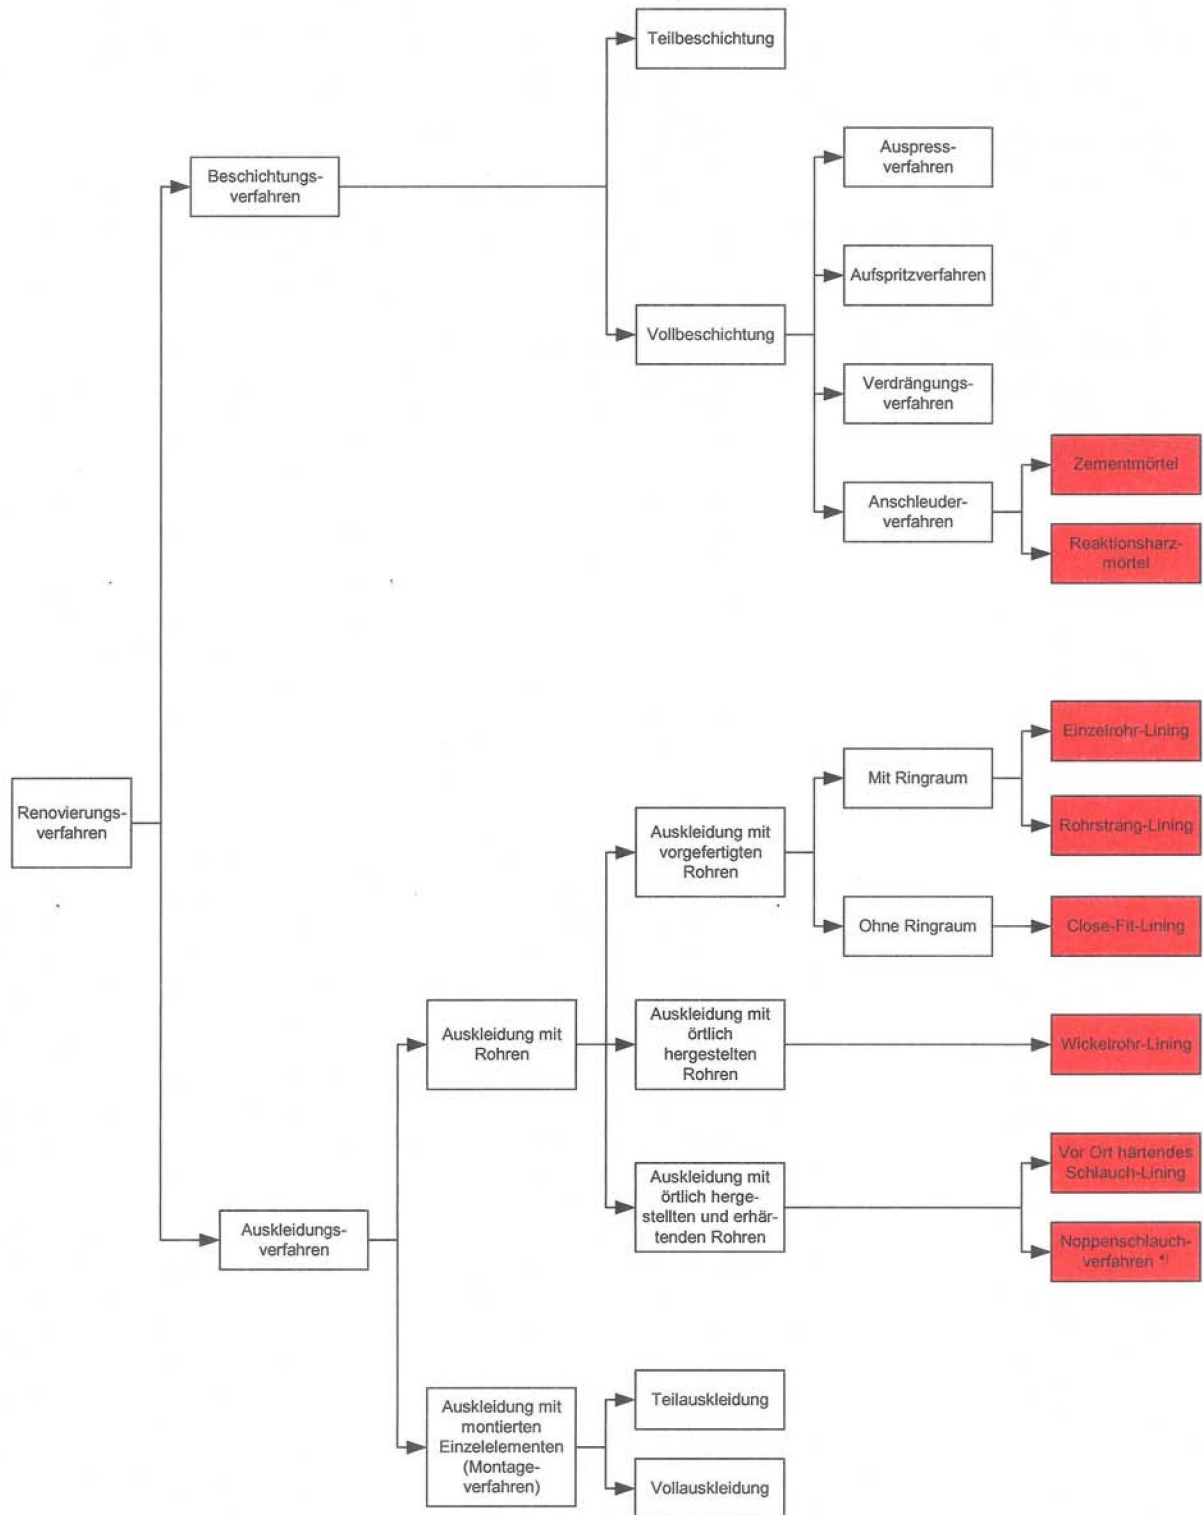 Teilbeschichtung
Auspress-
verfahren
Beschichtungs-
verfahren
Aufspritzverfahren
Vollbeschichtung
Verdrängungs-
verfahren
Zementmörtel
Anschleuder-
verfahren
Reaktionsharz-
mörtel
Einzelrohr-Lining
Mit Ringraum
Renovierungs-
verfahren
Rohrstrang-Lining
Auskleidung mit
vorgefertigten
Rohren
Ohne Ringraum
Close-Fit-Lining
Auskleidung mit
Rohren
Auskleidung mit
örtlich
hergestelten
Rohren
Wickelrohr-Lining
Vor Ort härtendes
Schlauch-Lining
Auskleidung mit
örtlich herge-
stellten und erhär-
tenden Rohren
Auskleidungs-
verfahren
Noppenschlauch-
verfahren *)
Teilauskleidung
Auskleidung mit
montierten
Einzelelementen
(Montage-
verfahren)
Vollauskleidung